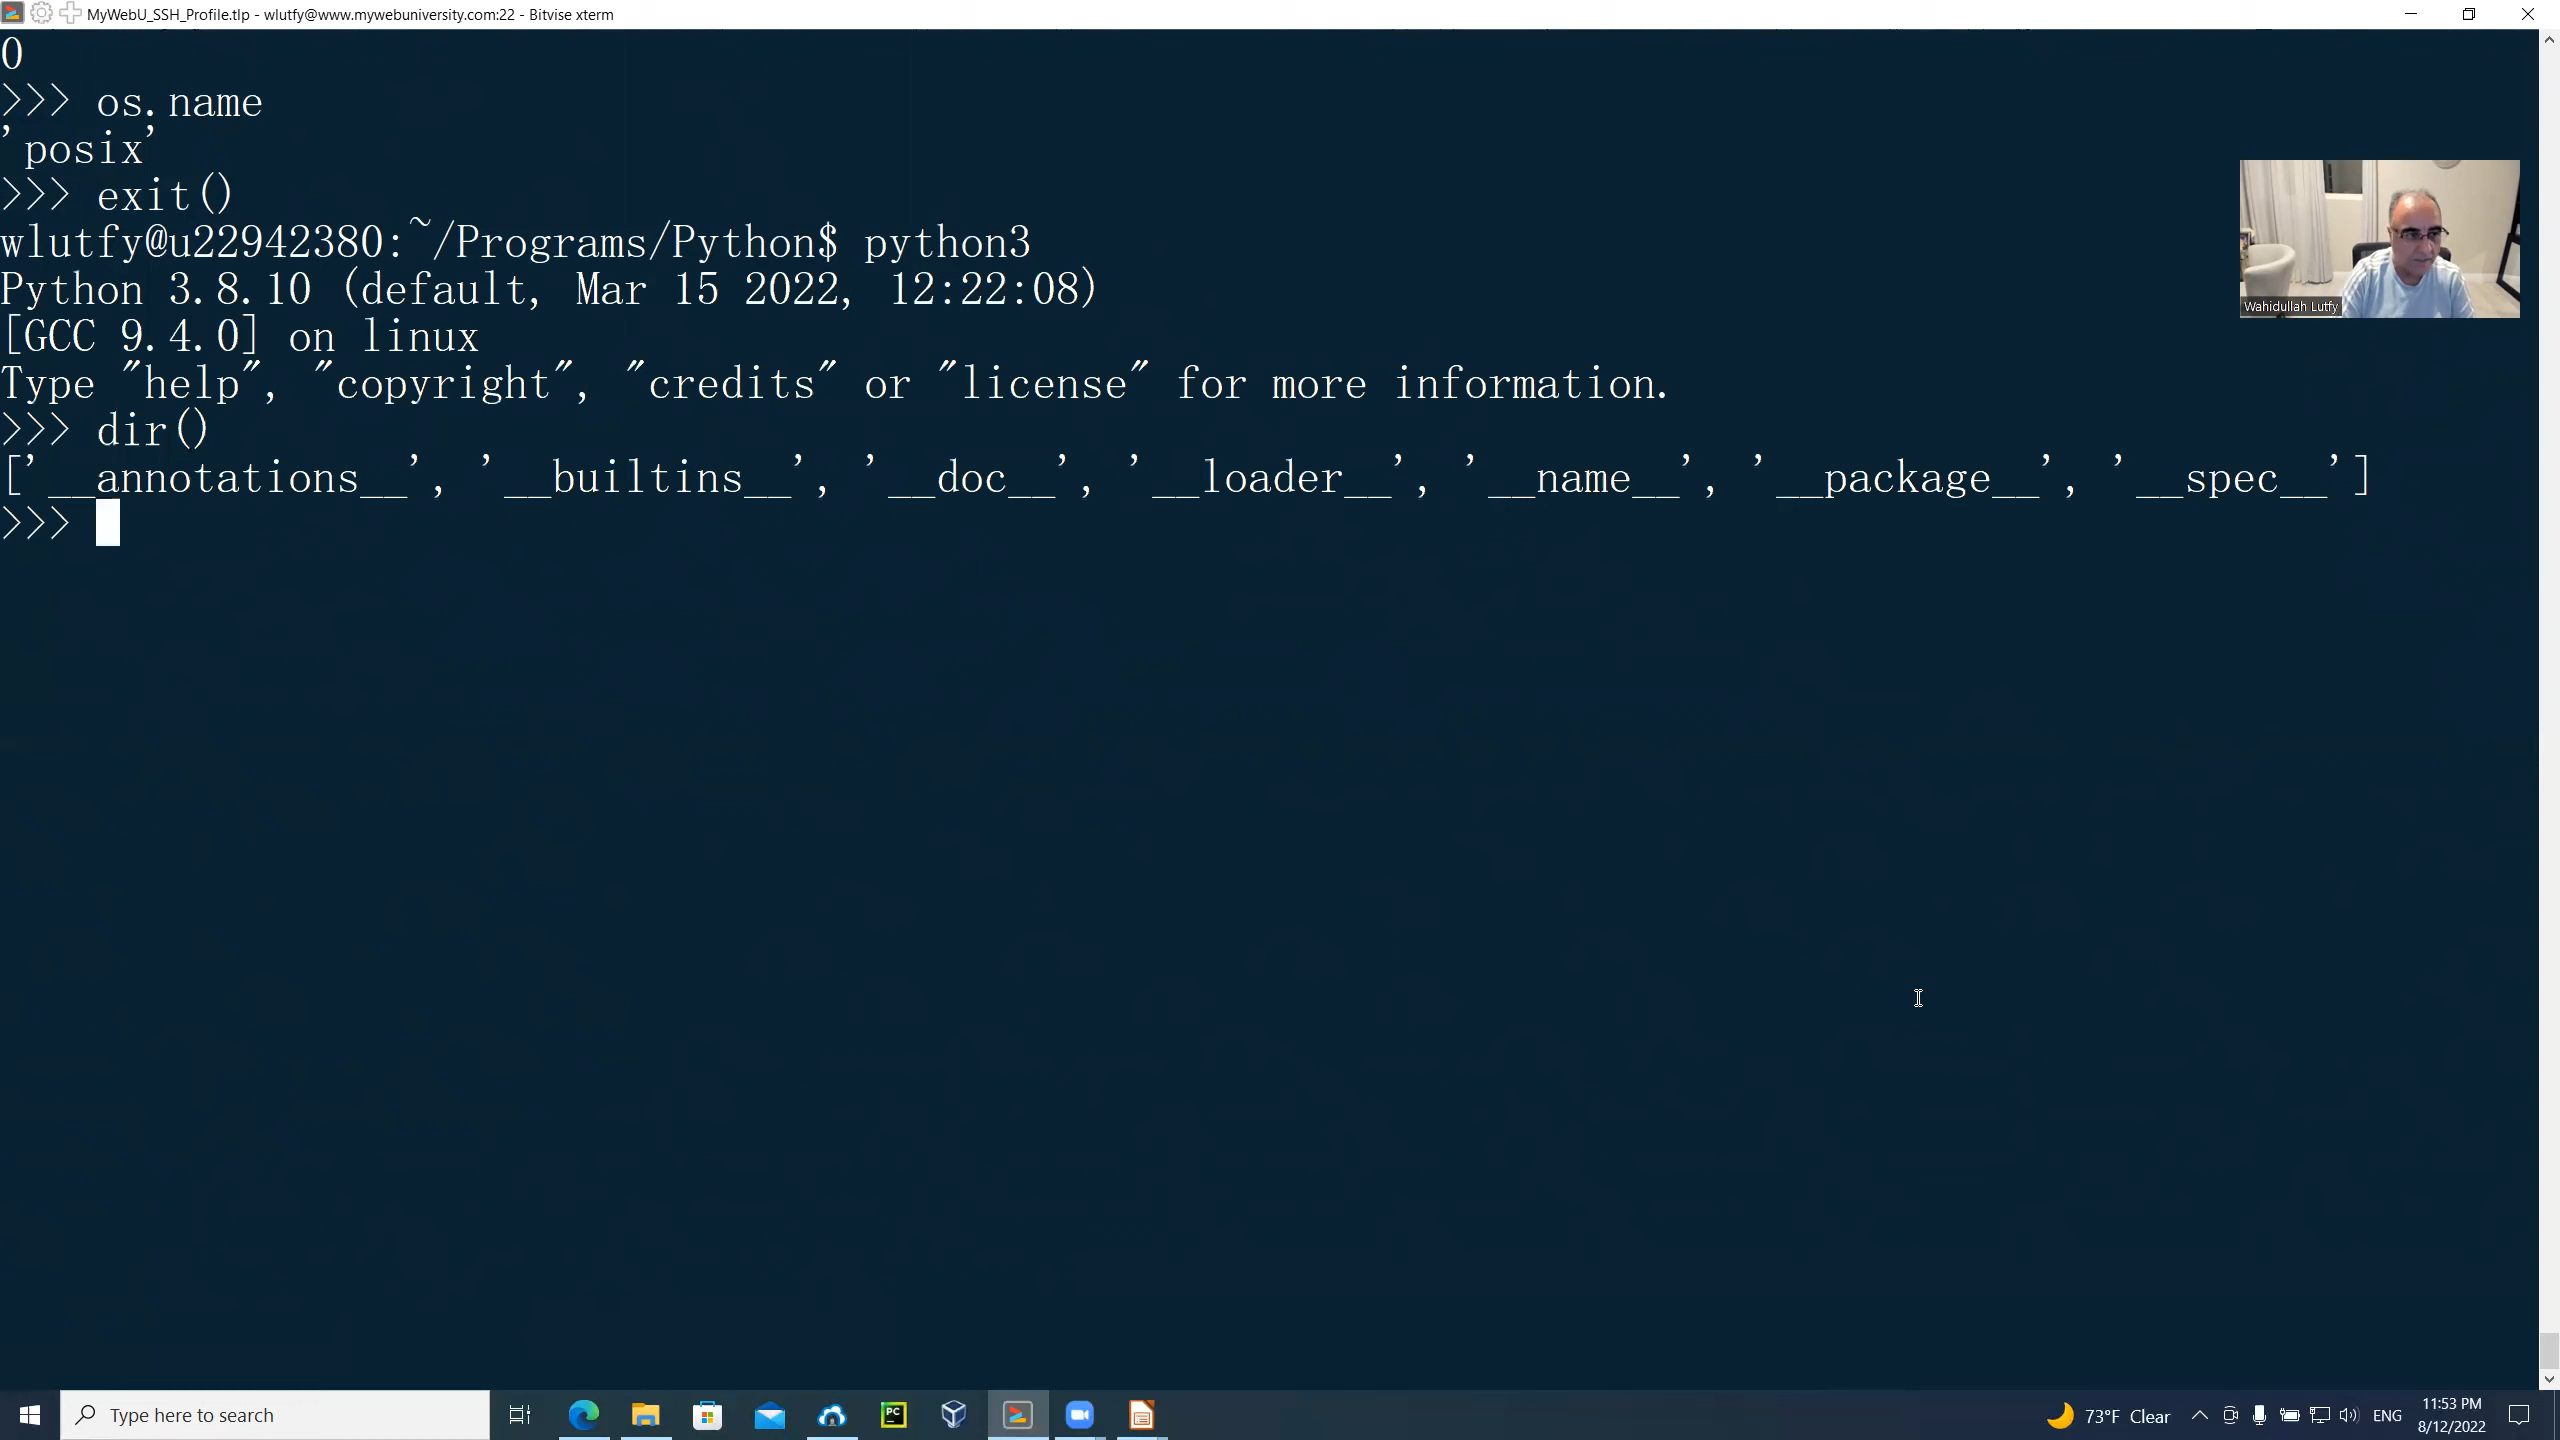 MyWebU_SSH_Profile.tlp - wlutfy@www.mywebuniversity.com:22 - Bitvise xterm
0
>>> os.name
'posix'
>>> exit()
wlutfy@u22942380:~/Programs/Python$ python3
Python 3.8.10 (default, Mar 15 2022, 12:22:08)
[GCC 9.4.0] on linux
Type "help", "copyright", "credits" or "license" for more information.
>>> dir()
['__annotations__', '__builtins__', '__doc__', '__loader__', '__name__', '__package__', '__spec__']
>>>
Wahidullah Lutfy
Type here to search
PC
73°F Clear
ENG
11:53 PM
8/12/2022